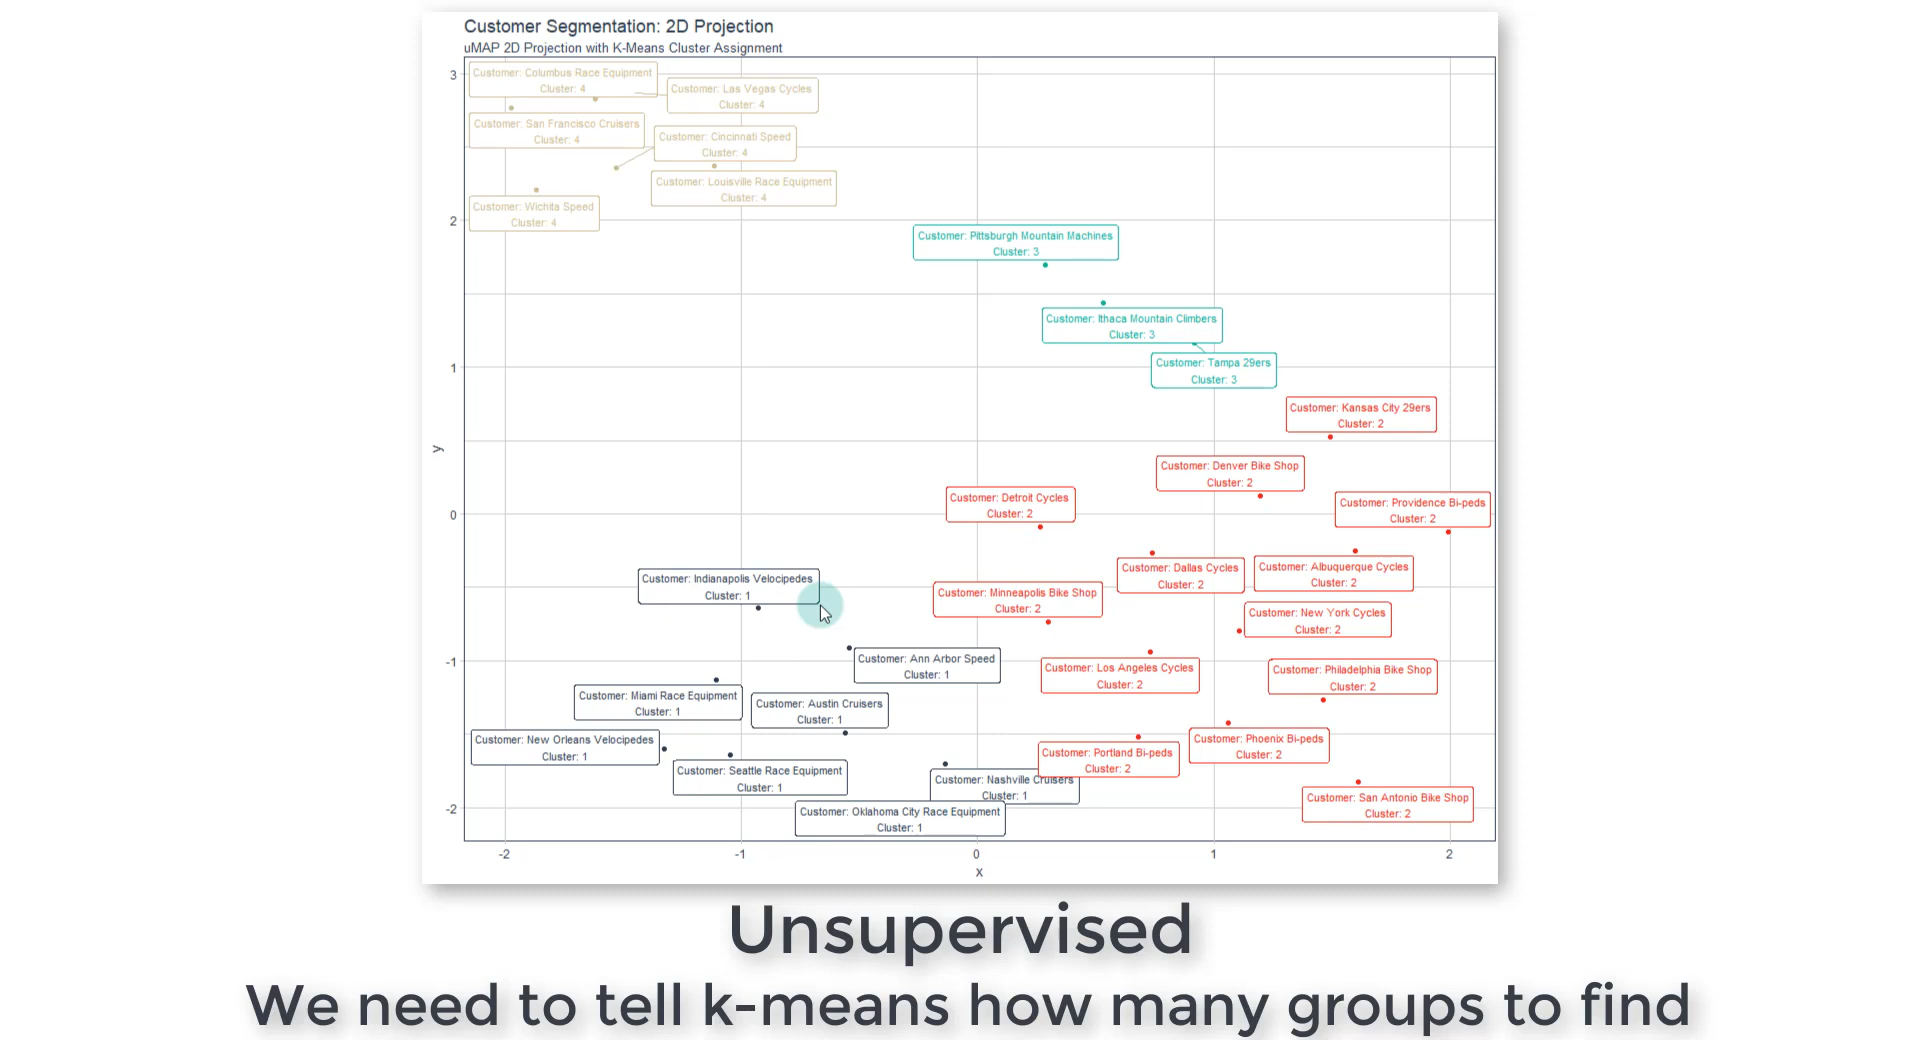 Customer Segmentation: 2D Projection
uMAP 2D Projection with K-Means Cluster Assignment
3
Customer: Columbus Race Equipment
Cluster: 4
Customer: Las Vegas Cycles
Cluster: 4
Customer: San Francisco Cruisers
Cluster: 4
Customer: Cincinnati Speed
Cluster: 4
Customer: Louisville Race Equipment
Cluster: 4
Customer: Wichita Speed
Cluster: 4
2
Customer: Pittsburgh Mountain Machines
Cluster: 3
Customer: Ithaca Mountain Climbers
Cluster: 3
1
Customer: Tampa 29ers
Cluster: 3
Customer: Kansas City 29ers
Cluster: 2
y
Customer: Denver Bike Shop
Cluster: 2
Customer: Detroit Cycles
Cluster: 2
Customer: Providence Bi-peds
Cluster: 2
0
Customer: Indianapolis Velocipedes
Cluster: 1
Customer: Minneapolis Bike Shop
Cluster: 2
Customer: Dallas Cycles
Cluster: 2
Customer: Albuquerque Cycles
Cluster: 2
Customer: New York Cycles
Cluster: 2
-1
Customer: Ann Arbor Speed
Cluster: 1
Customer: Los Angeles Cycles
Cluster: 2
Customer: Philadelphia Bike Shop
Cluster: 2
Customer: Miami Race Equipment
Cluster: 1
Customer: Austin Cruisers
Cluster: 1
Customer: New Orleans Velocipedes
Cluster: 1
Customer: Seattle Race Equipment
Cluster: 1
Customer: Portland Bi-peds
Cluster: 2
Customer: Phoenix Bi-peds
Cluster: 2
Customer: Nashville Cruisers
Cluster: 1
Customer: San Antonio Bike Shop
Cluster: 2
-2
Customer: Oklahoma City Race Equipment
Cluster: 1
-2 -1 0 1 2
x
Unsupervised
We need to tell k-means how many groups to find